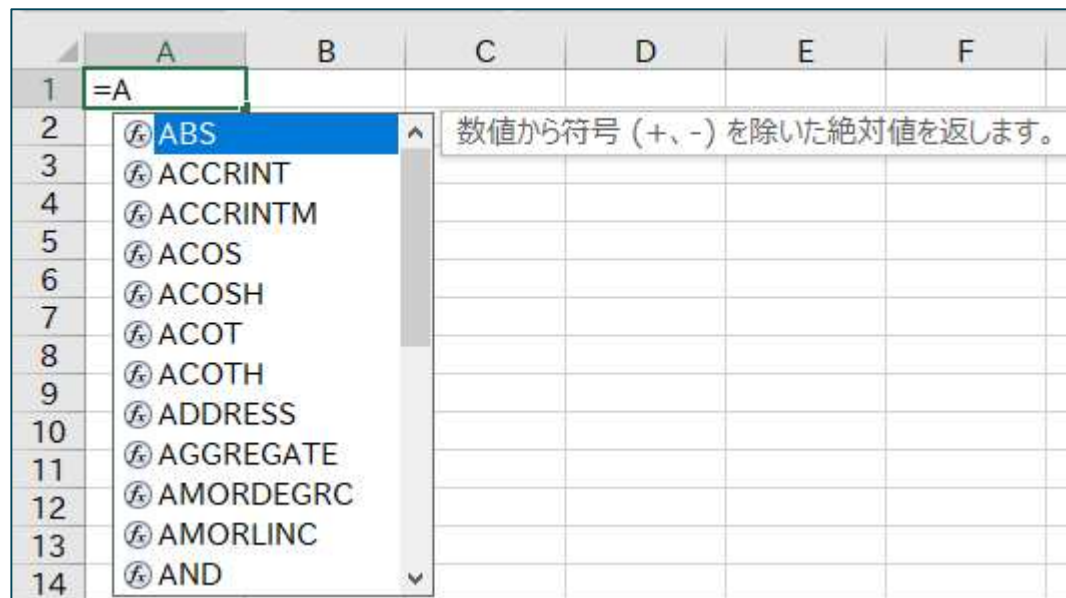 A B C D E F
1 =A
2 ABS 数値から符号 (+、-) を除いた絶対値を返します。
3 ACCRINT
4 ACCRINTM
5 ACOS
6 ACOSH
7 ACOT
8 ACOTH
9 ADDRESS
10 AGGREGATE
11 AMORDEGRC
12 AMORLINC
13 AND
14